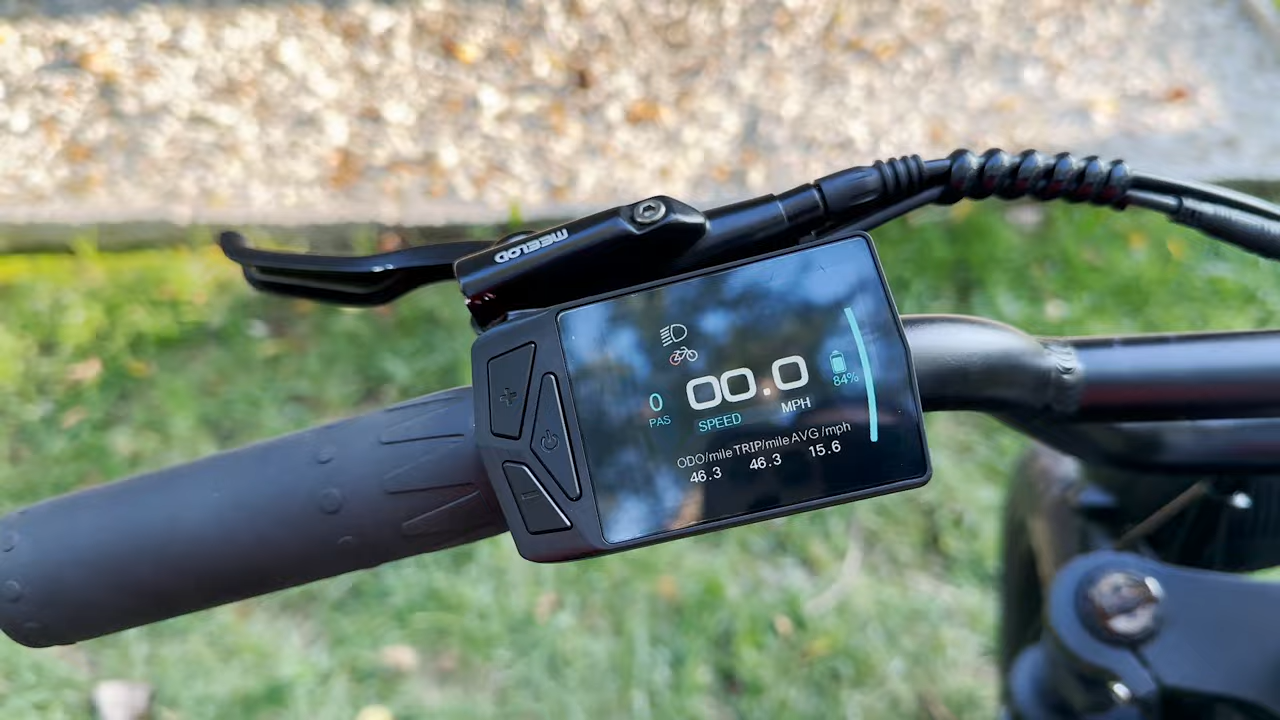 MEELOD
0
PAS
00.0
SPEED
MPH
84%
ODO/mile TRIP/mile AVG /mph
46.3 46.3 15.6